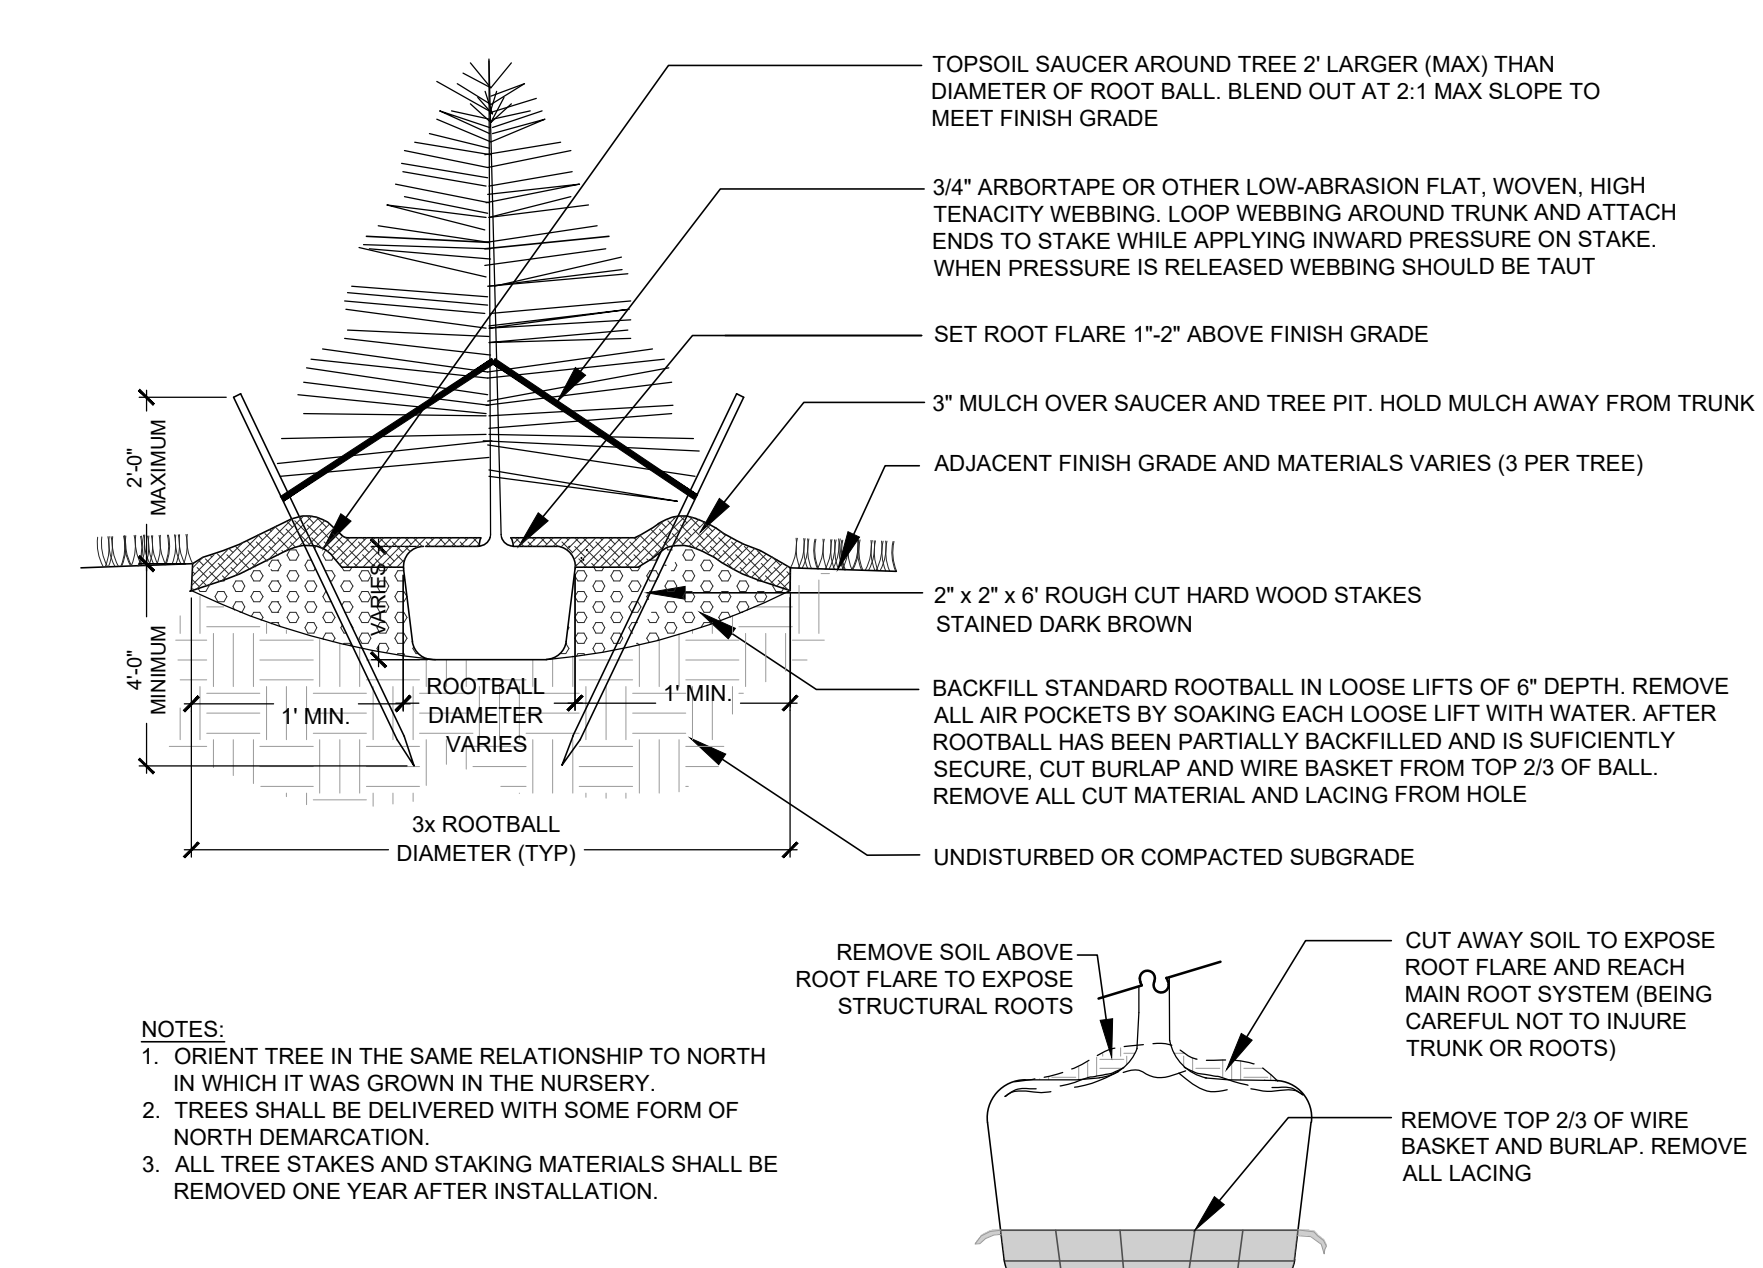 TOPSOIL SAUCER AROUND TREE 2' LARGER (MAX) THAN
DIAMETER OF ROOT BALL. BLEND OUT AT 2:1 MAX SLOPE TO
MEET FINISH GRADE
3/4" ARBORTAPE OR OTHER LOW-ABRASION FLAT, WOVEN, HIGH
TENACITY WEBBING. LOOP WEBBING AROUND TRUNK AND ATTACH
ENDS TO STAKE WHILE APPLYING INWARD PRESSURE ON STAKE.
WHEN PRESSURE IS RELEASED WEBBING SHOULD BE TAUT
SET ROOT FLARE 1"-2" ABOVE FINISH GRADE
3" MULCH OVER SAUCER AND TREE PIT. HOLD MULCH AWAY FROM TRUNK
ADJACENT FINISH GRADE AND MATERIALS VARIES (3 PER TREE)
2" x 2" x 6' ROUGH CUT HARD WOOD STAKES
STAINED DARK BROWN
BACKFILL STANDARD ROOTBALL IN LOOSE LIFTS OF 6" DEPTH. REMOVE
ALL AIR POCKETS BY SOAKING EACH LOOSE LIFT WITH WATER. AFTER
ROOTBALL HAS BEEN PARTIALLY BACKFILLED AND IS SUFICIENTLY
SECURE, CUT BURLAP AND WIRE BASKET FROM TOP 2/3 OF BALL.
REMOVE ALL CUT MATERIAL AND LACING FROM HOLE
UNDISTURBED OR COMPACTED SUBGRADE
2'-0"
MAXIMUM
4'-0"
MINIMUM
VARIES
1' MIN.
ROOTBALL
DIAMETER
VARIES
1' MIN.
3x ROOTBALL
DIAMETER (TYP)
NOTES:
1. ORIENT TREE IN THE SAME RELATIONSHIP TO NORTH
IN WHICH IT WAS GROWN IN THE NURSERY.
2. TREES SHALL BE DELIVERED WITH SOME FORM OF
NORTH DEMARCATION.
3. ALL TREE STAKES AND STAKING MATERIALS SHALL BE
REMOVED ONE YEAR AFTER INSTALLATION.
REMOVE SOIL ABOVE
ROOT FLARE TO EXPOSE
STRUCTURAL ROOTS
CUT AWAY SOIL TO EXPOSE
ROOT FLARE AND REACH
MAIN ROOT SYSTEM (BEING
CAREFUL NOT TO INJURE
TRUNK OR ROOTS)
REMOVE TOP 2/3 OF WIRE
BASKET AND BURLAP. REMOVE
ALL LACING